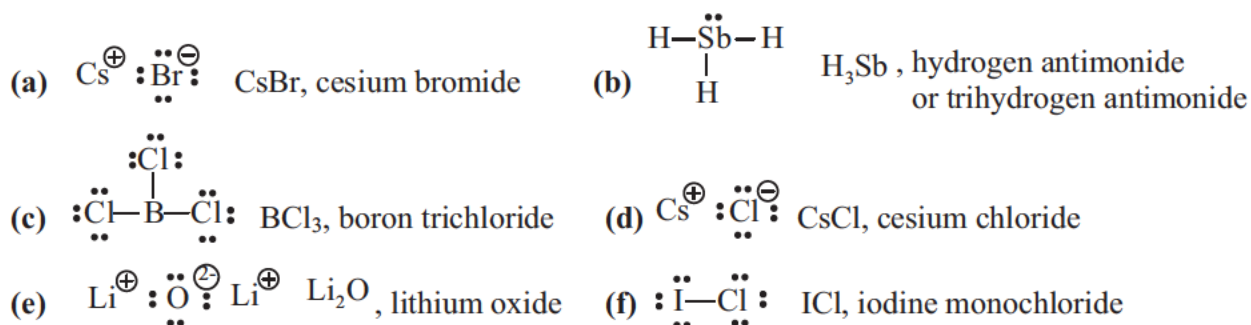 (a) Cs⊕ :Br:⊖ CsBr, cesium bromide
(b) H—Sb—H
H
H₃Sb , hydrogen antimonide
or trihydrogen antimonide
:Cl:
(c) :Cl—B—Cl: BCl₃, boron trichloride
(d) Cs⊕ :Cl:⊖ CsCl, cesium chloride
(e) Li⊕ :O: 2- Li⊕ Li₂O , lithium oxide
(f) :I—Cl: ICl, iodine monochloride